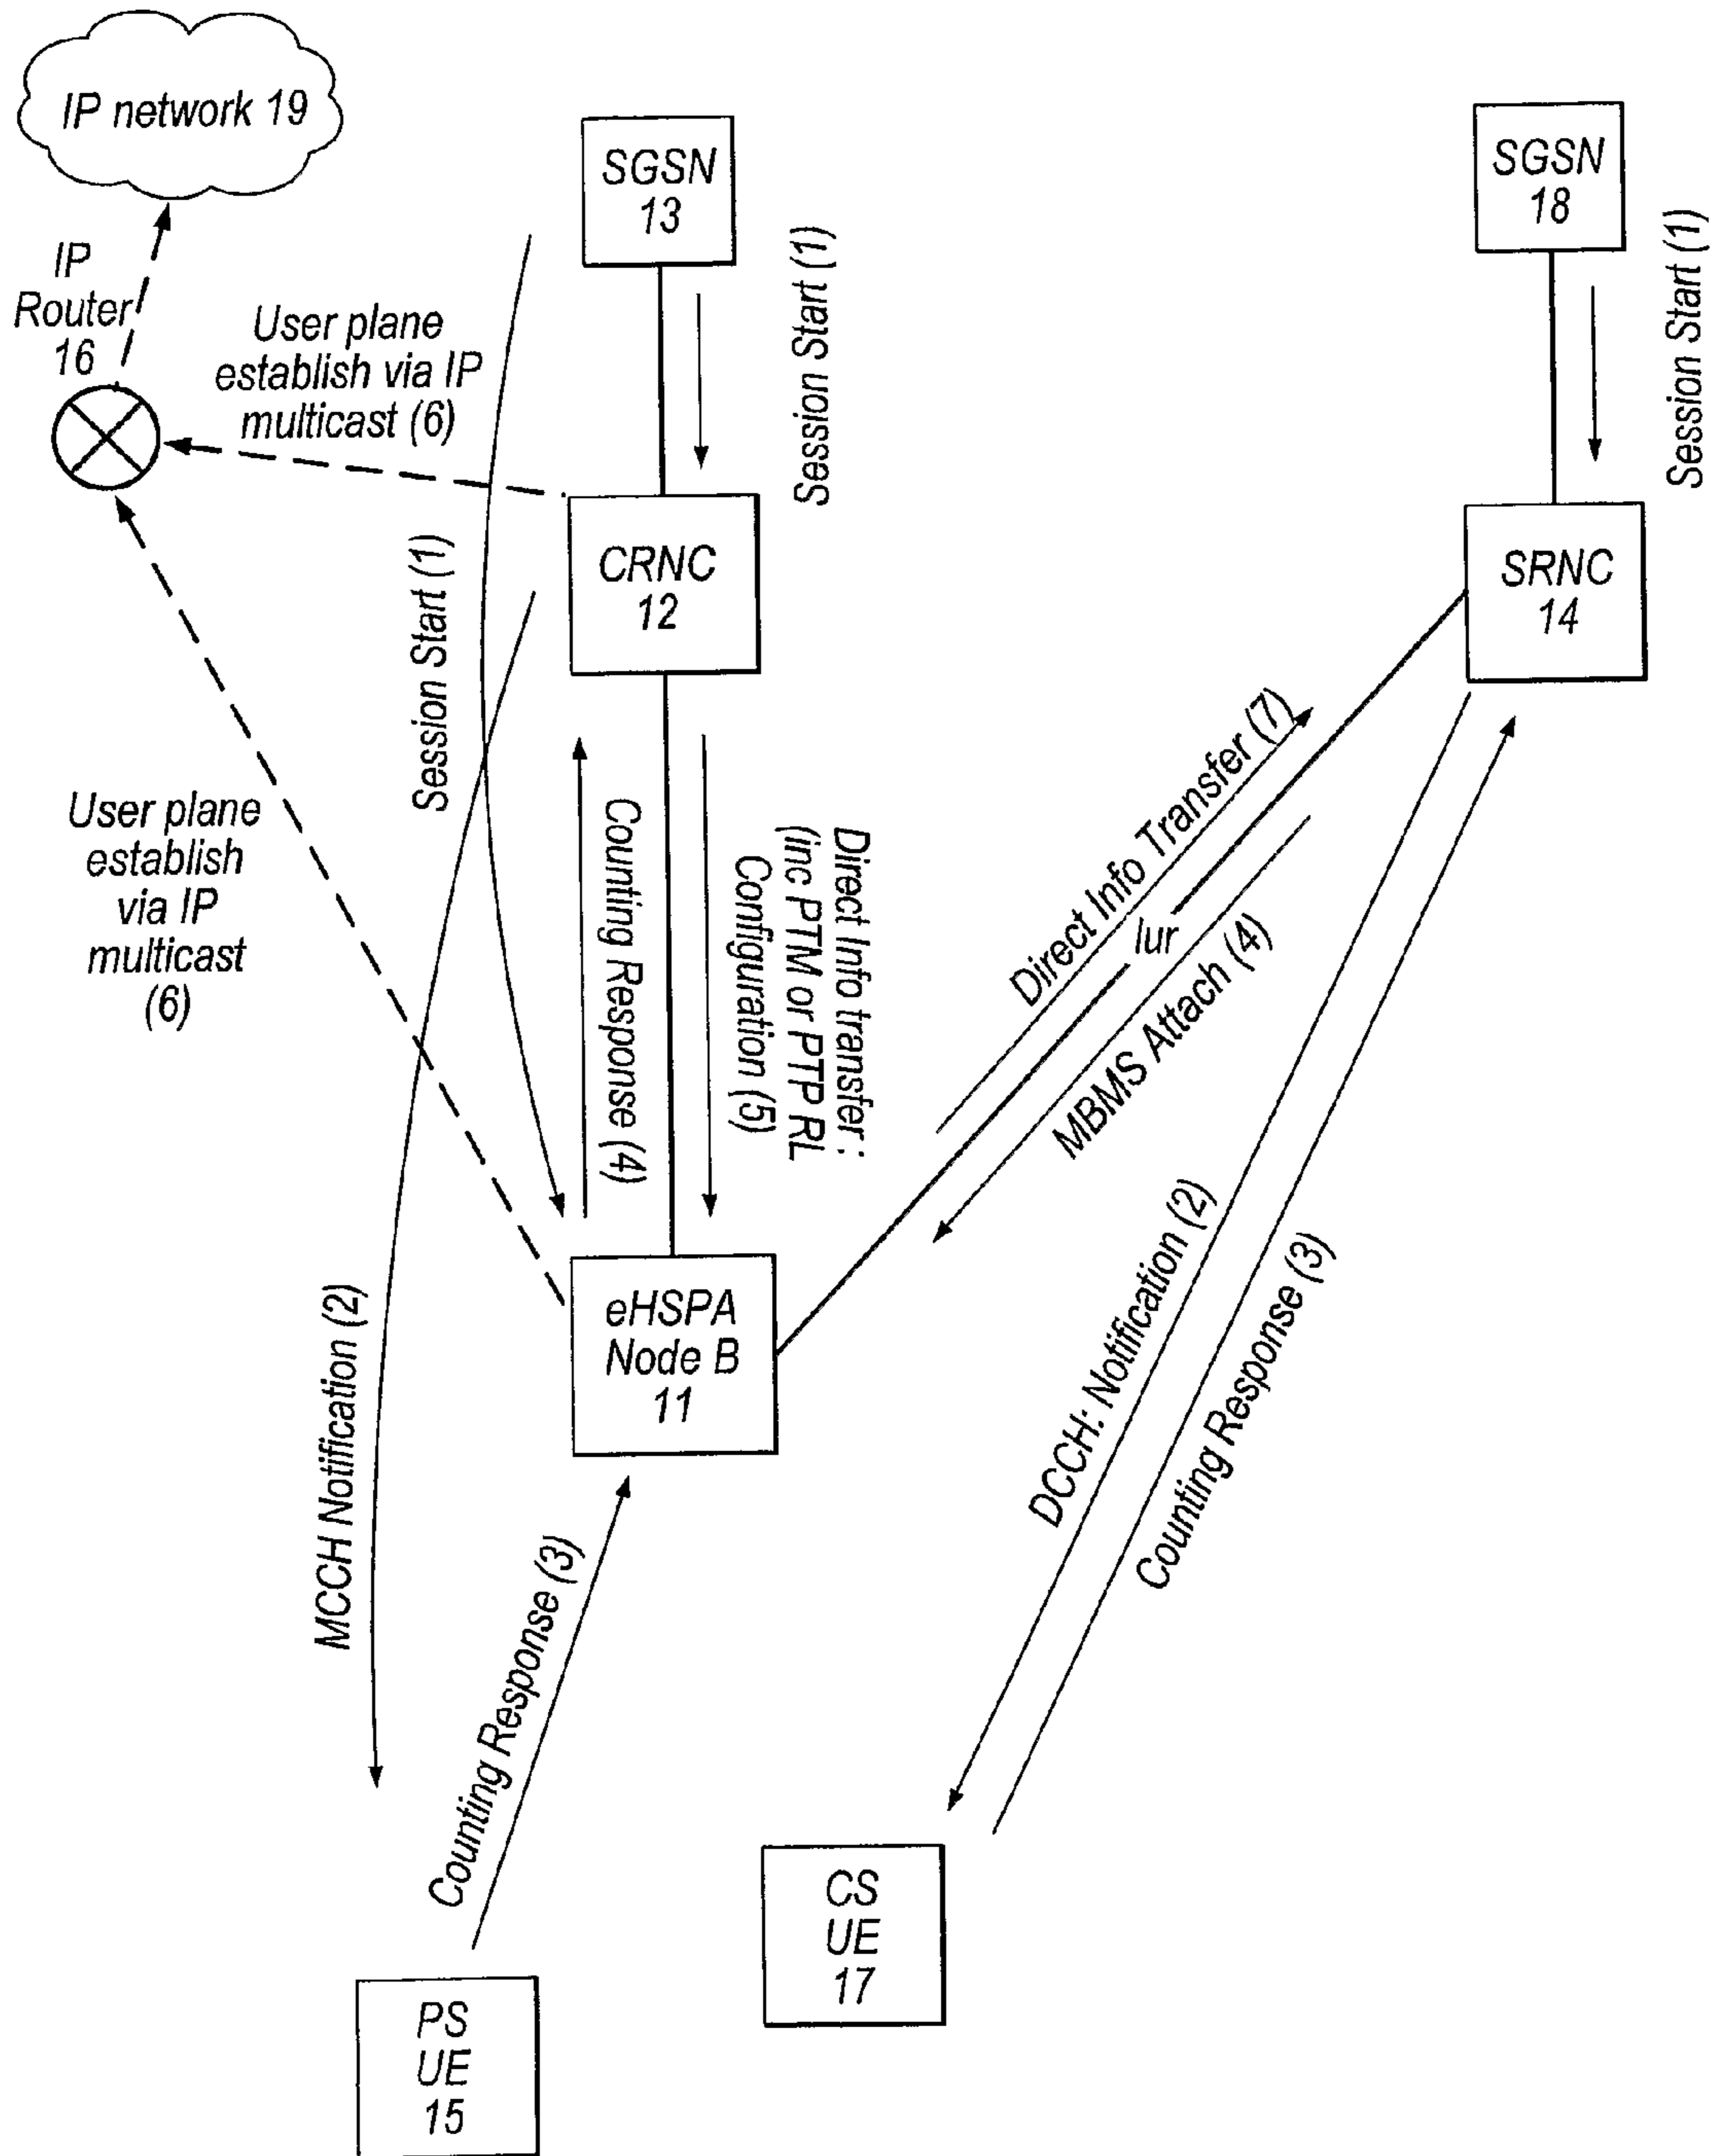 IP network 19
SGSN
13
SGSN
18
IP
Router
16
User plane
establish via IP
multicast (6)
Session Start (1)
Session Start (1)
CRNC
12
SRNC
14
Session Start (1)
User plane
establish
via IP
multicast
(6)
Counting Response (4)
Direct Info transfer :
(inc PTM or PTP RL
Configuration (5)
Direct Info Transfer (7)
Iur
MBMS Attach (4)
eHSPA
Node B
11
MCCH Notification (2)
DCCH: Notification (2)
Counting Response (3)
Counting Response (3)
CS
UE
17
PS
UE
15